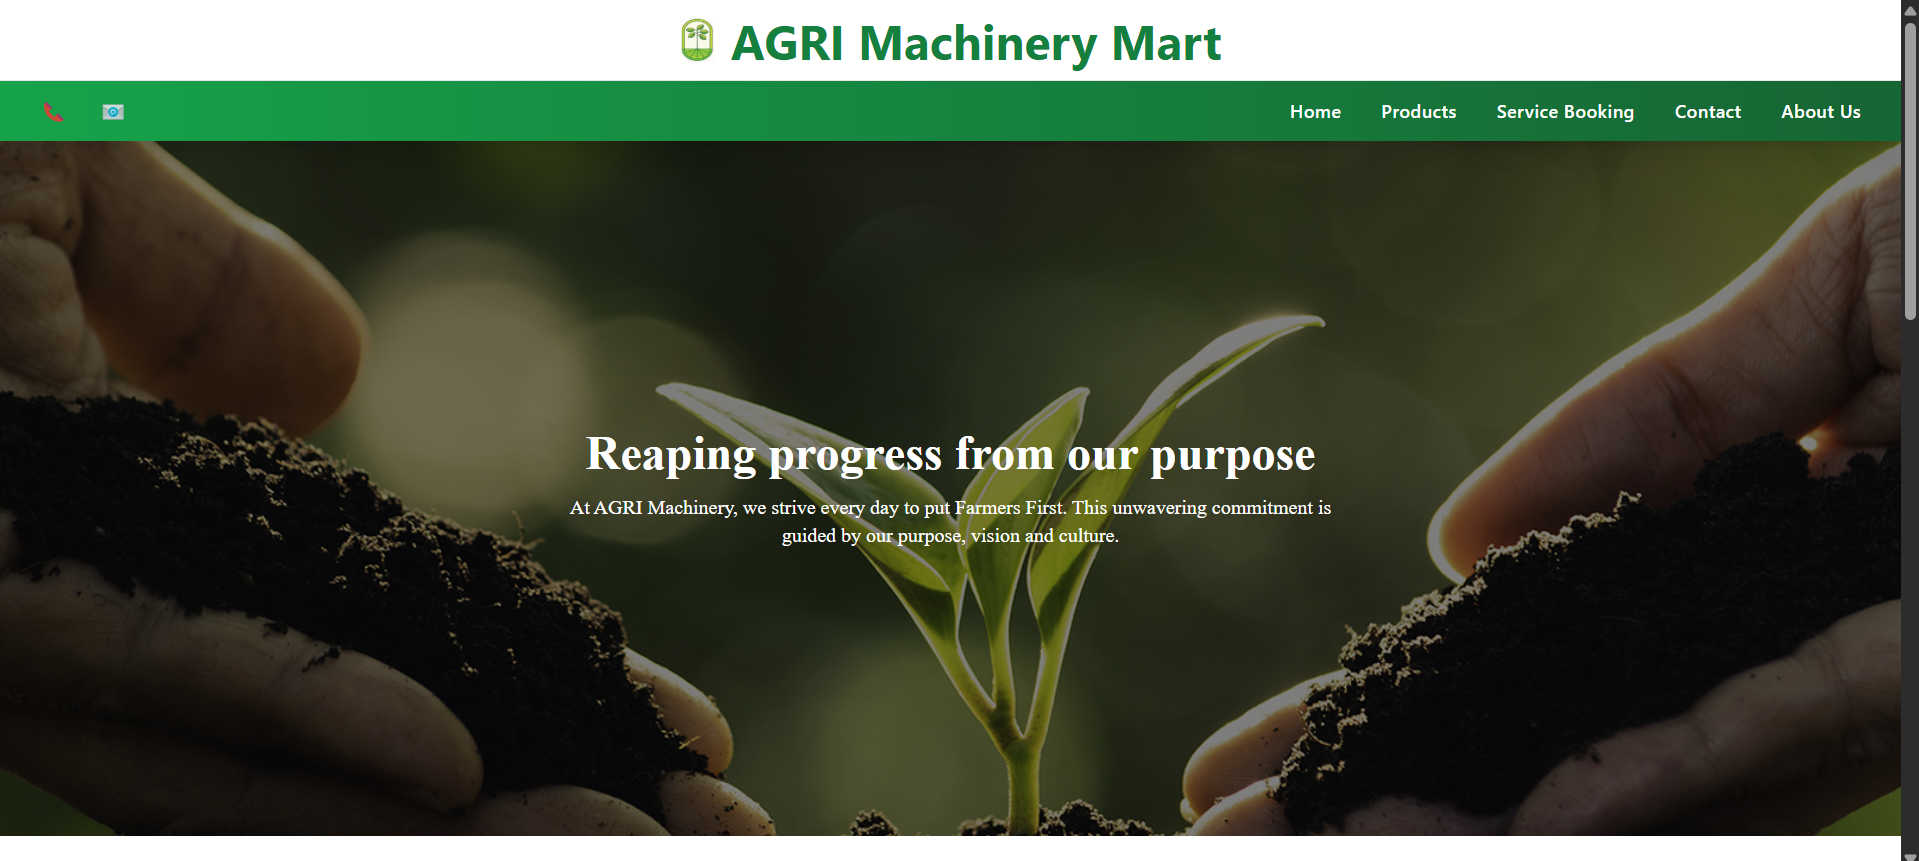 AGRI Machinery Mart
Home Products Service Booking Contact About Us
Reaping progress from our purpose
At AGRI Machinery, we strive every day to put Farmers First. This unwavering commitment is
guided by our purpose, vision and culture.